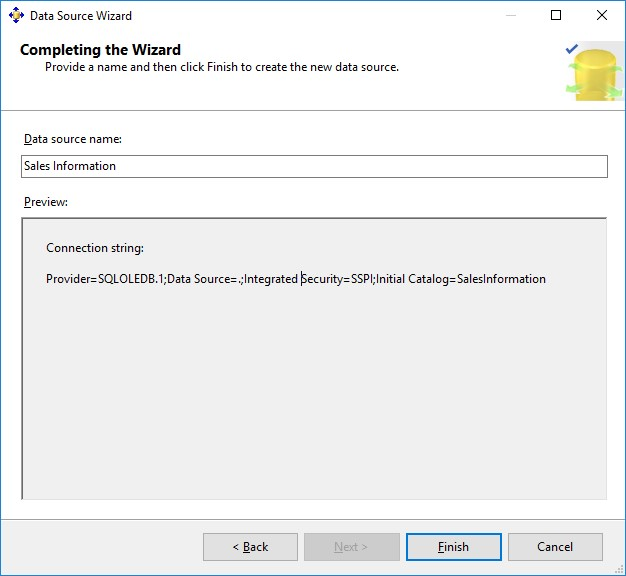 Data Source Wizard
Completing the Wizard
Provide a name and then click Finish to create the new data source.
Data source name:
Sales Information
Preview:
Connection string:
Provider=SQLOLEDB.1;Data Source=.;Integrated Security=SSPI;Initial Catalog=SalesInformation
< Back Next > Finish Cancel